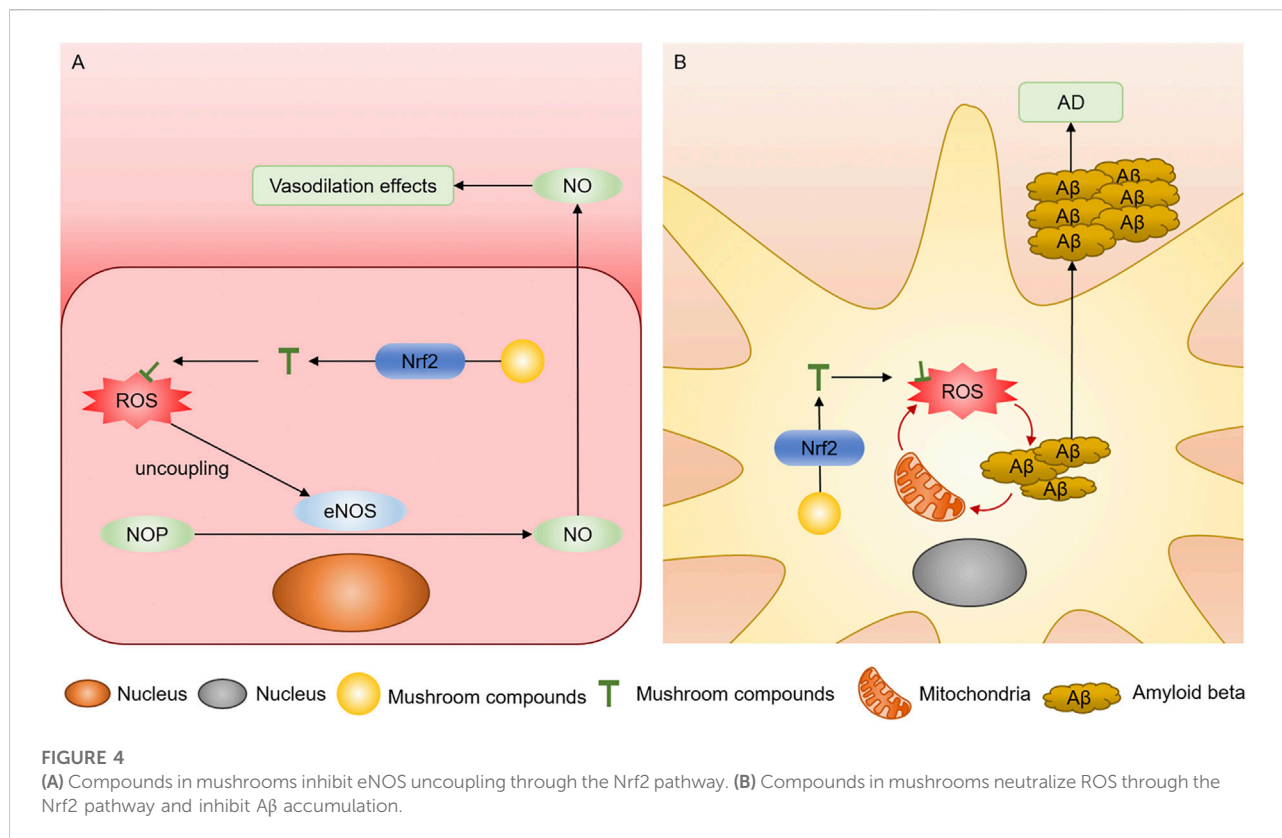 A
Vasodilation effects
NO
Nrf2
ROS
uncoupling
eNOS
NOP
NO
B
AD
Aβ
Aβ
Aβ
Aβ
Aβ
Aβ
Aβ
ROS
Nrf2
Aβ
Aβ
Aβ
Nucleus
Nucleus
Mushroom compounds
Mushroom compounds
Mitochondria
Aβ
Amyloid beta
FIGURE 4
(A) Compounds in mushrooms inhibit eNOS uncoupling through the Nrf2 pathway. (B) Compounds in mushrooms neutralize ROS through the
Nrf2 pathway and inhibit Aβ accumulation.